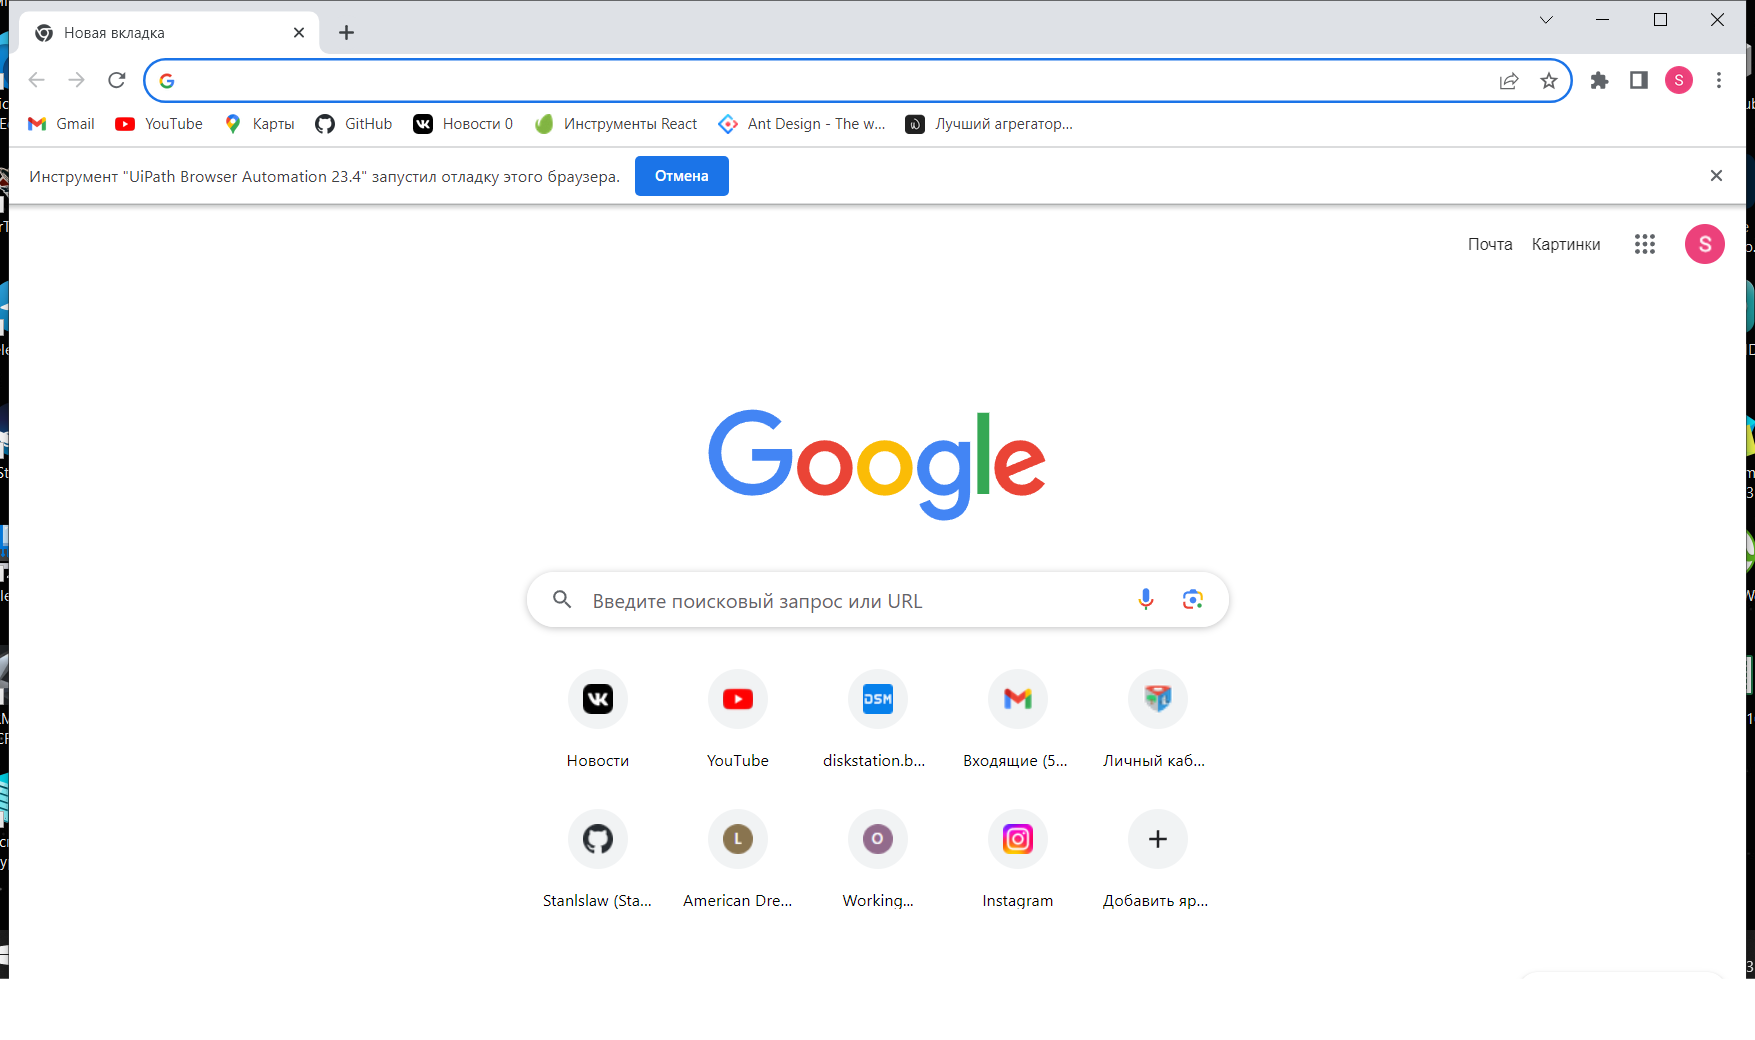 Новая вкладка
Gmail YouTube Карты GitHub Новости 0 Инструменты React Ant Design - The w... Лучший агрегатор...
Инструмент "UiPath Browser Automation 23.4" запустил отладку этого браузера. Отмена
Почта Картинки S
Google
Введите поисковый запрос или URL
Новости YouTube diskstation.b... Входящие (5... Личный каб...
Stanlslaw (Sta... American Dre... Working... Instagram Добавить яр...